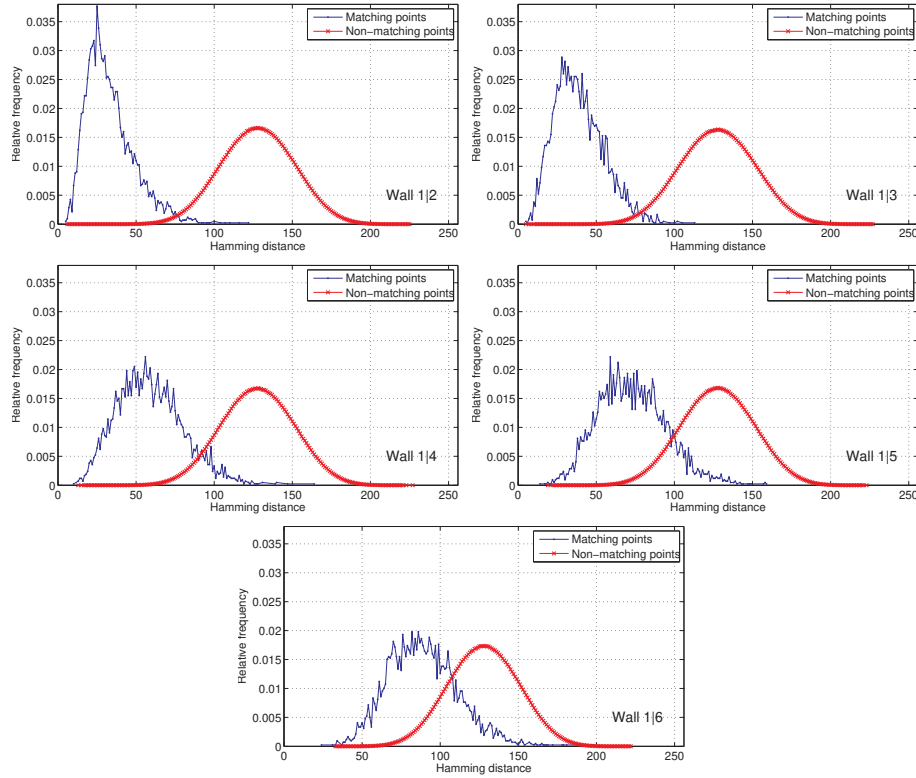 0.035
0.03
0.025
0.02
0.015
0.01
0.005
0
0 50 100 150 200 250
Relative frequency
Hamming distance
Matching points
Non−matching points
Wall 1|2
0.035
0.03
0.025
0.02
0.015
0.01
0.005
0
0 50 100 150 200 250
Relative frequency
Hamming distance
Matching points
Non−matching points
Wall 1|3
0.035
0.03
0.025
0.02
0.015
0.01
0.005
0
0 50 100 150 200 250
Relative frequency
Hamming distance
Matching points
Non−matching points
Wall 1|4
0.035
0.03
0.025
0.02
0.015
0.01
0.005
0
0 50 100 150 200 250
Relative frequency
Hamming distance
Matching points
Non−matching points
Wall 1|5
0.035
0.03
0.025
0.02
0.015
0.01
0.005
0
0 50 100 150 200 250
Relative frequency
Hamming distance
Matching points
Non−matching points
Wall 1|6